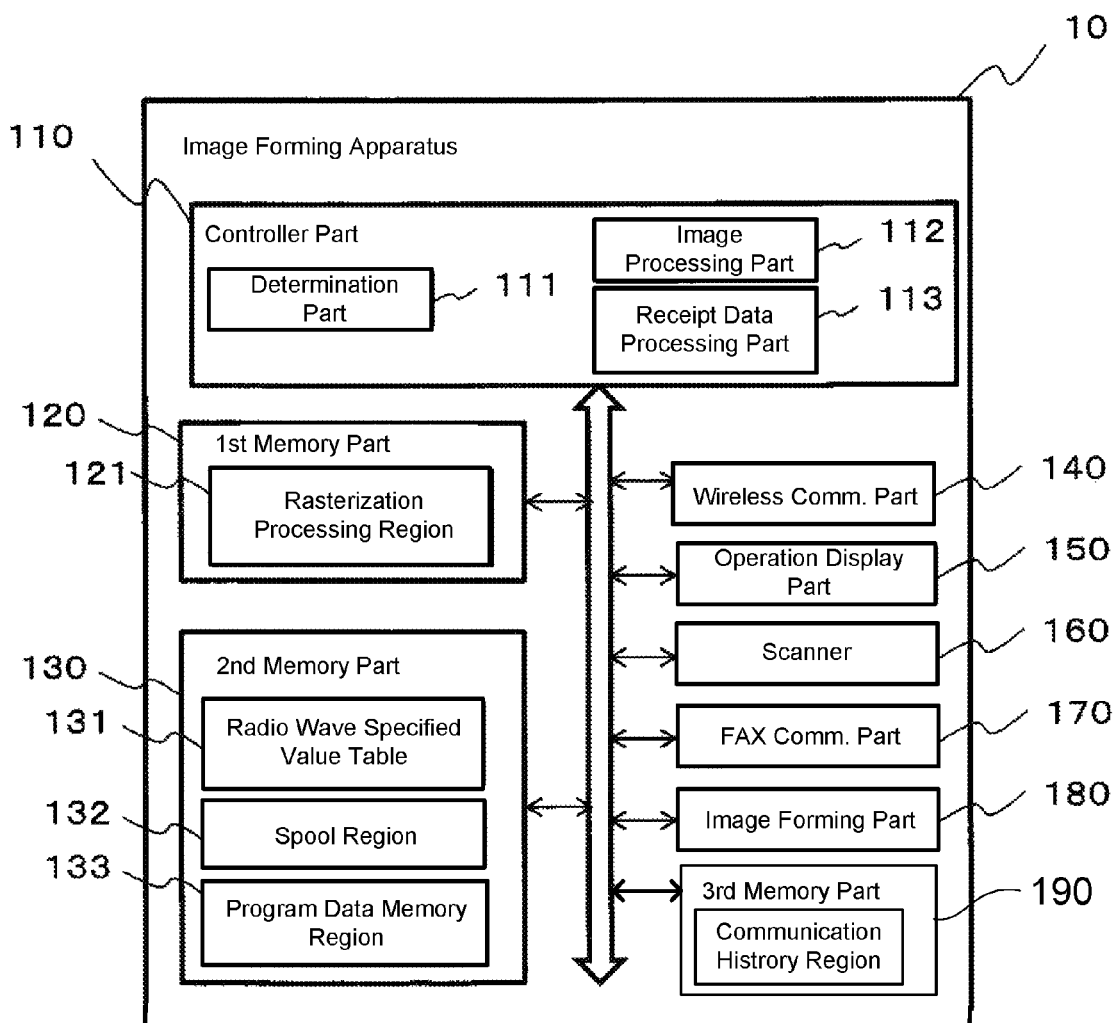 10
110
Image Forming Apparatus
Controller Part
Determination
Part
111
Image
Processing Part
112
Receipt Data
Processing Part
113
120
1st Memory Part
121
Rasterization
Processing Region
130
2nd Memory Part
131
Radio Wave Specified
Value Table
132
Spool Region
133
Program Data Memory
Region
Wireless Comm. Part
140
Operation Display
Part
150
Scanner
160
FAX Comm. Part
170
Image Forming Part
180
3rd Memory Part
190
Communication
Histrory Region